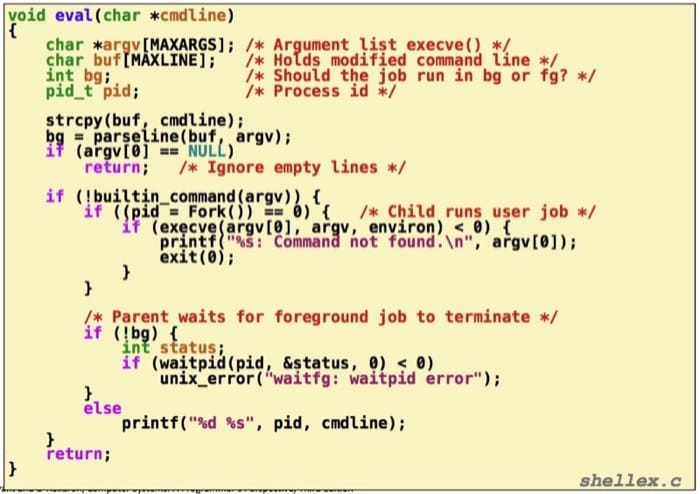 void eval(char *cmdline)
{
    char *argv[MAXARGS]; /* Argument list execve() */
    char buf[MAXLINE];   /* Holds modified command line */
    int bg;              /* Should the job run in bg or fg? */
    pid_t pid;           /* Process id */

    strcpy(buf, cmdline);
    bg = parseline(buf, argv);
    if (argv[0] == NULL)
        return;   /* Ignore empty lines */

    if (!builtin_command(argv)) {
        if ((pid = Fork()) == 0) {   /* Child runs user job */
            if (execve(argv[0], argv, environ) < 0) {
                printf("%s: Command not found.\n", argv[0]);
                exit(0);
            }
        }

        /* Parent waits for foreground job to terminate */
        if (!bg) {
            int status;
            if (waitpid(pid, &status, 0) < 0)
                unix_error("waitfg: waitpid error");
        }
        else
            printf("%d %s", pid, cmdline);
    }
    return;
}
shellex.c